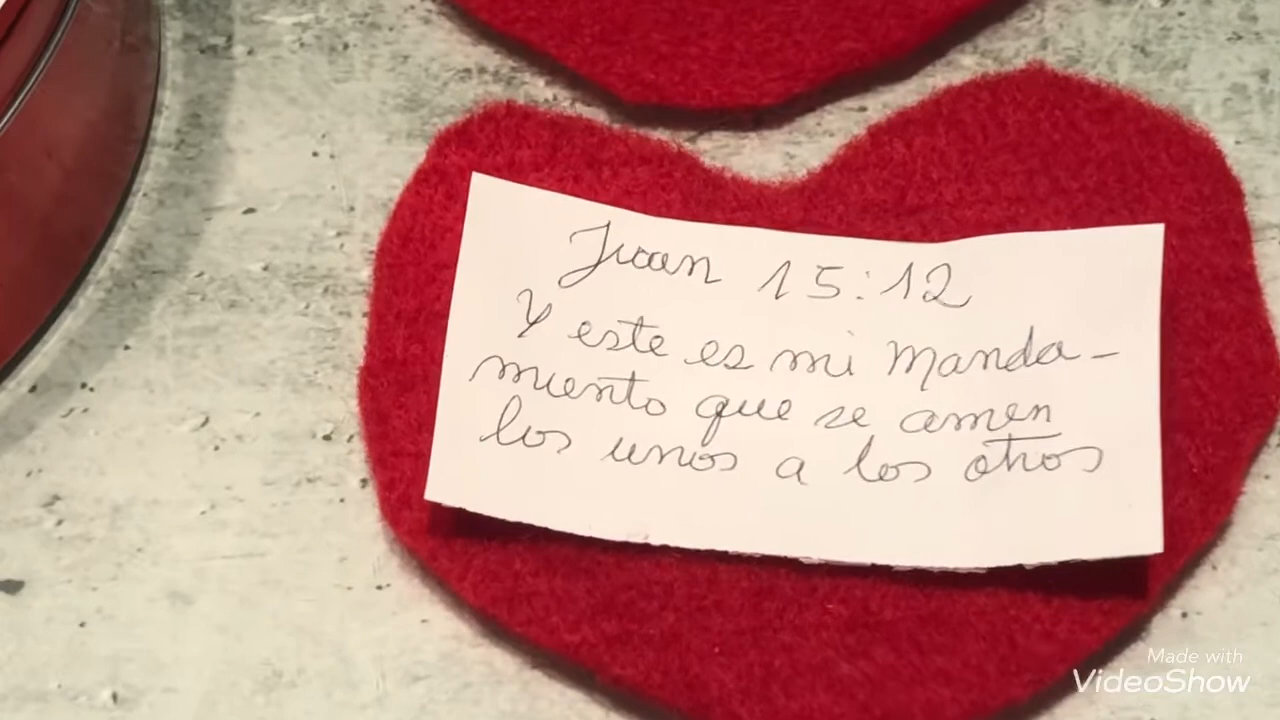 Juan 15:12
Y este es mi manda-
miento que se amen
los unos a los otros
Made with
VideoShow